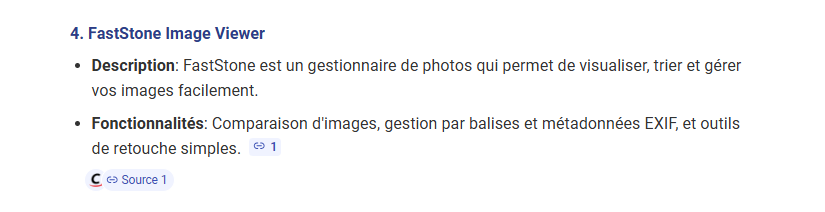 4. FastStone Image Viewer
• Description: FastStone est un gestionnaire de photos qui permet de visualiser, trier et gérer
vos images facilement.
• Fonctionnalités: Comparaison d'images, gestion par balises et métadonnées EXIF, et outils
de retouche simples. 1
C Source 1